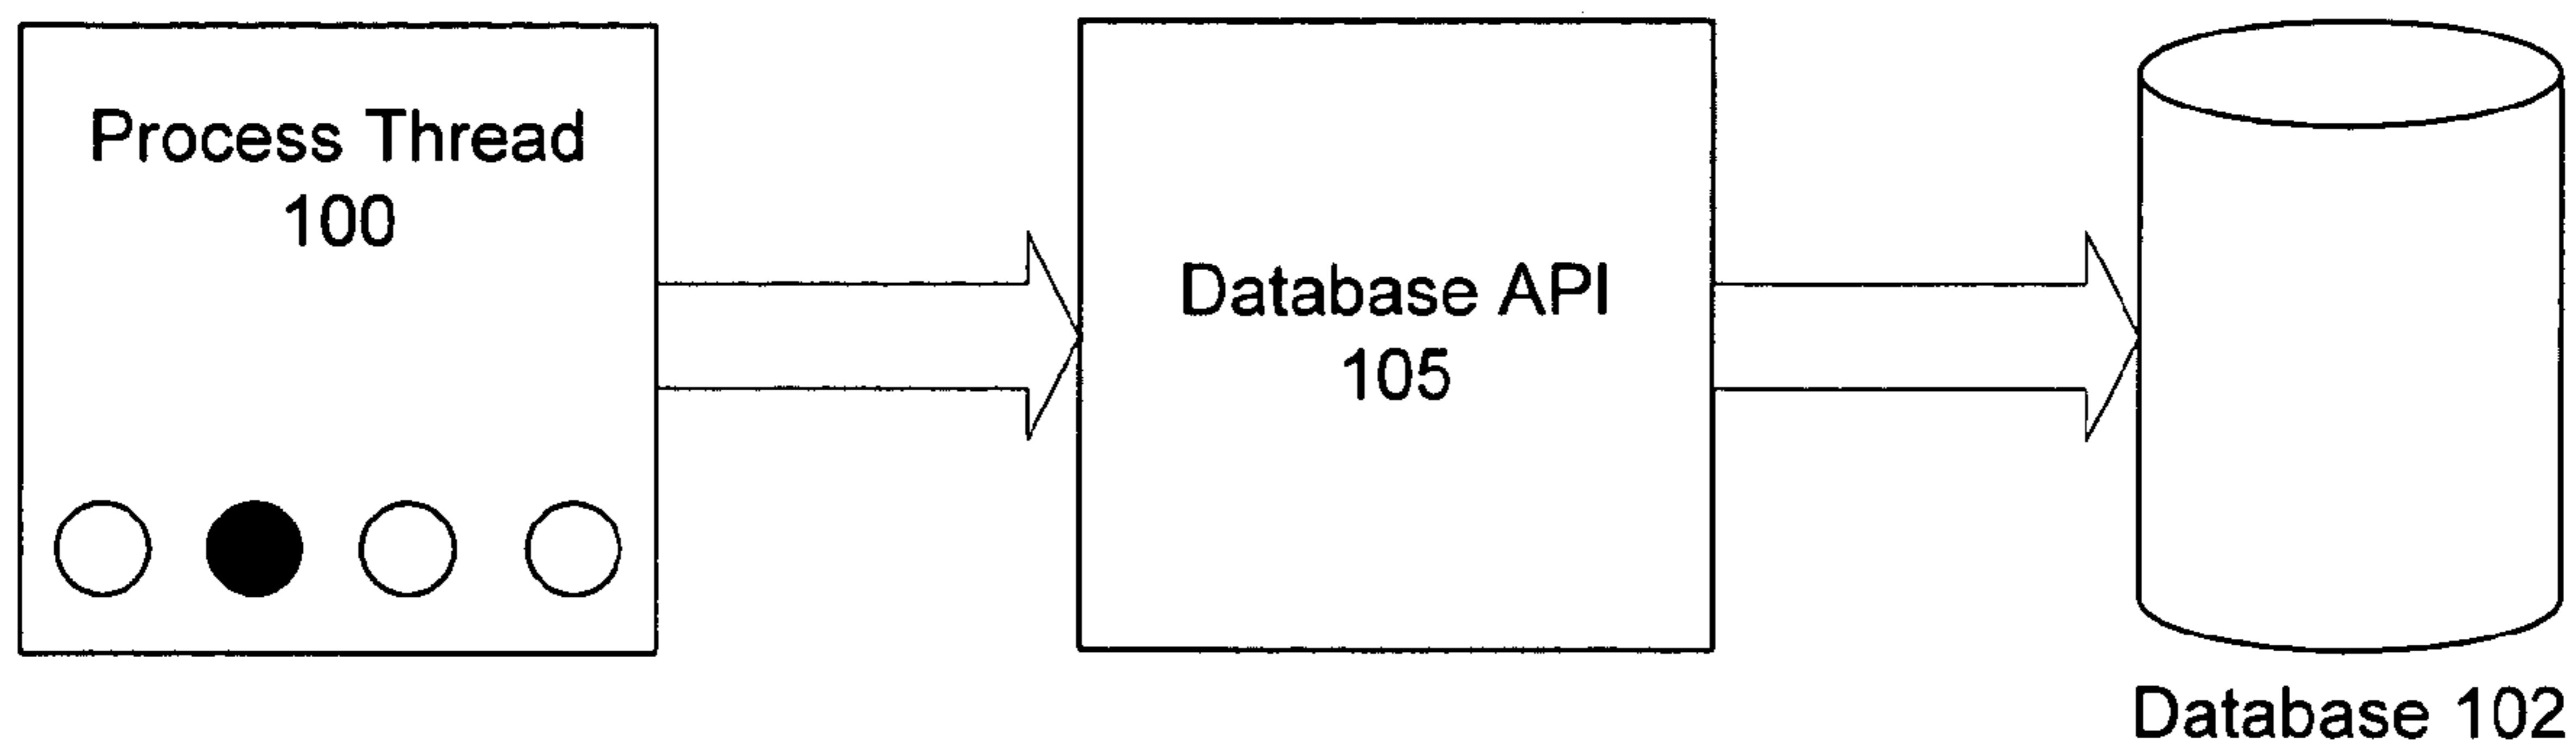 Process Thread
100
Database API
105
Database 102